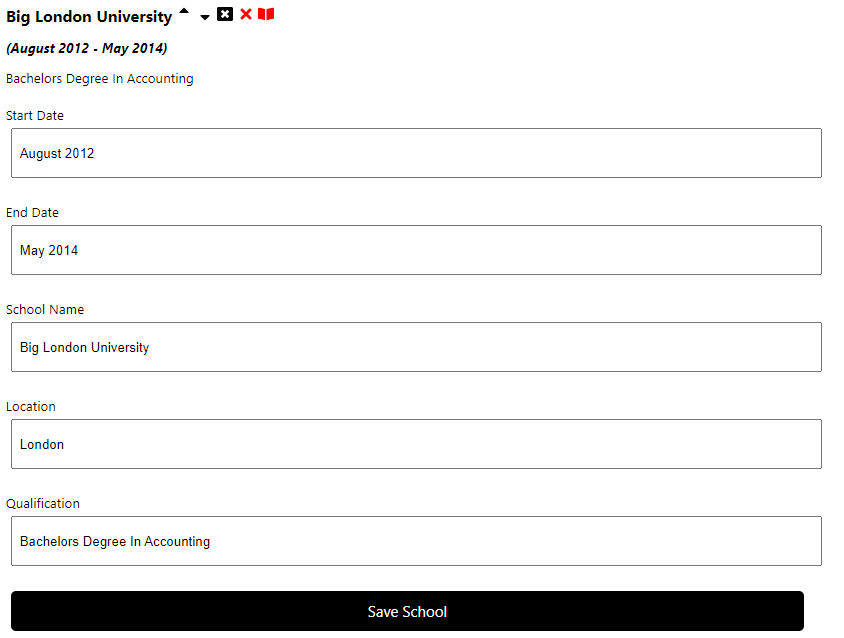 Big London University
(August 2012 - May 2014)
Bachelors Degree In Accounting
Start Date
August 2012
End Date
May 2014
School Name
Big London University
Location
London
Qualification
Bachelors Degree In Accounting
Save School